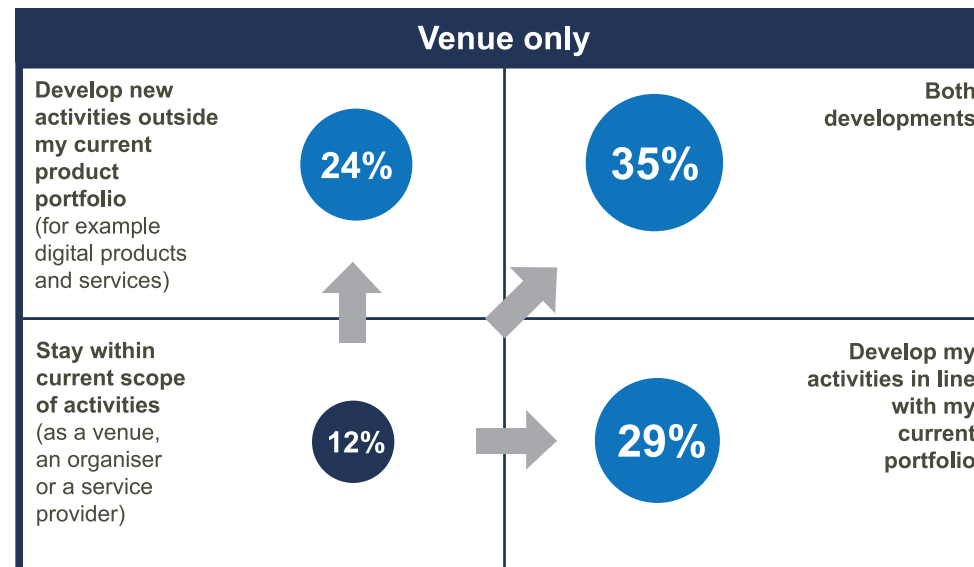 Venue only
Develop new
activities outside
my current
product
portfolio
(for example
digital products
and services)
24%
35%
Both
developments
Stay within
current scope
of activities
(as a venue,
an organiser
or a service
provider)
12%
29%
Develop my
activities in line
with my
current
portfolio